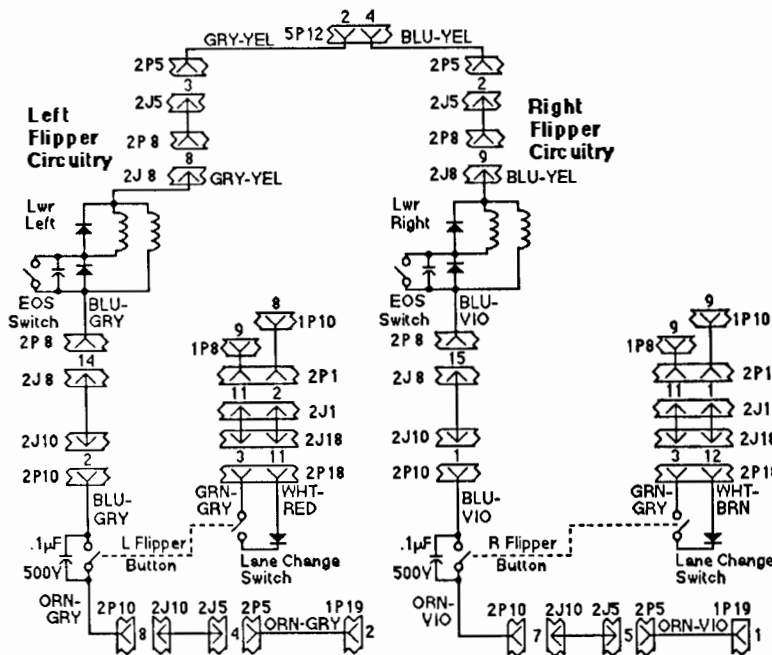 2 4
5P12
GRY-YEL
BLU-YEL
2P5
3
2J5
2P8
8
2J8
GRY-YEL
Left
Flipper
Circuitry
2P5
2
2J5
2P8
9
2J8
BLU-YEL
Right
Flipper
Circuitry
Lwr
Left
EOS
Switch
BLU-
GRY
2P8
14
2J8
2J10
2
2P10
BLU-
GRY
.1µF
500V
L Flipper
Button
ORN-
GRY
8
1P10
9
1P8
2P1
11 2
2J1
2J18
3 11
2P18
GRN-
GRY
WHT-
RED
Lane Change
Switch
2P10 2J10 2J5 2P5 ORN-GRY 1P19
8 4 2
Lwr
Right
EOS
Switch
BLU-
VIO
2P8
15
2J8
2J10
1
2P10
BLU-
VIO
.1µF
500V
R Flipper
Button
ORN-
VIO
9
1P10
9
1P8
2P1
11 1
2J1
2J18
3 12
2P18
GRN-
GRY
WHT-
BRN
Lane Change
Switch
2P10 2J10 2J5 2P5 ORN-VIO 1P19
7 5 1